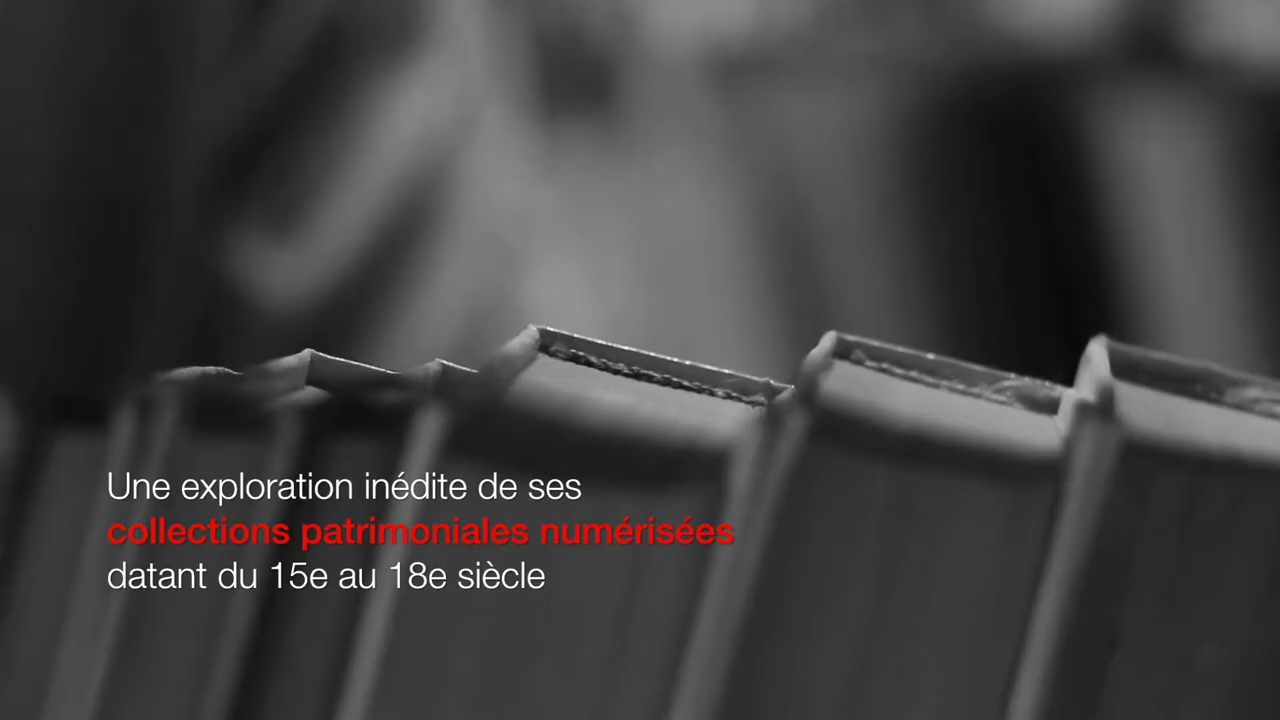 Une exploration inédite de ses
collections patrimoniales numérisées
datant du 15e au 18e siècle